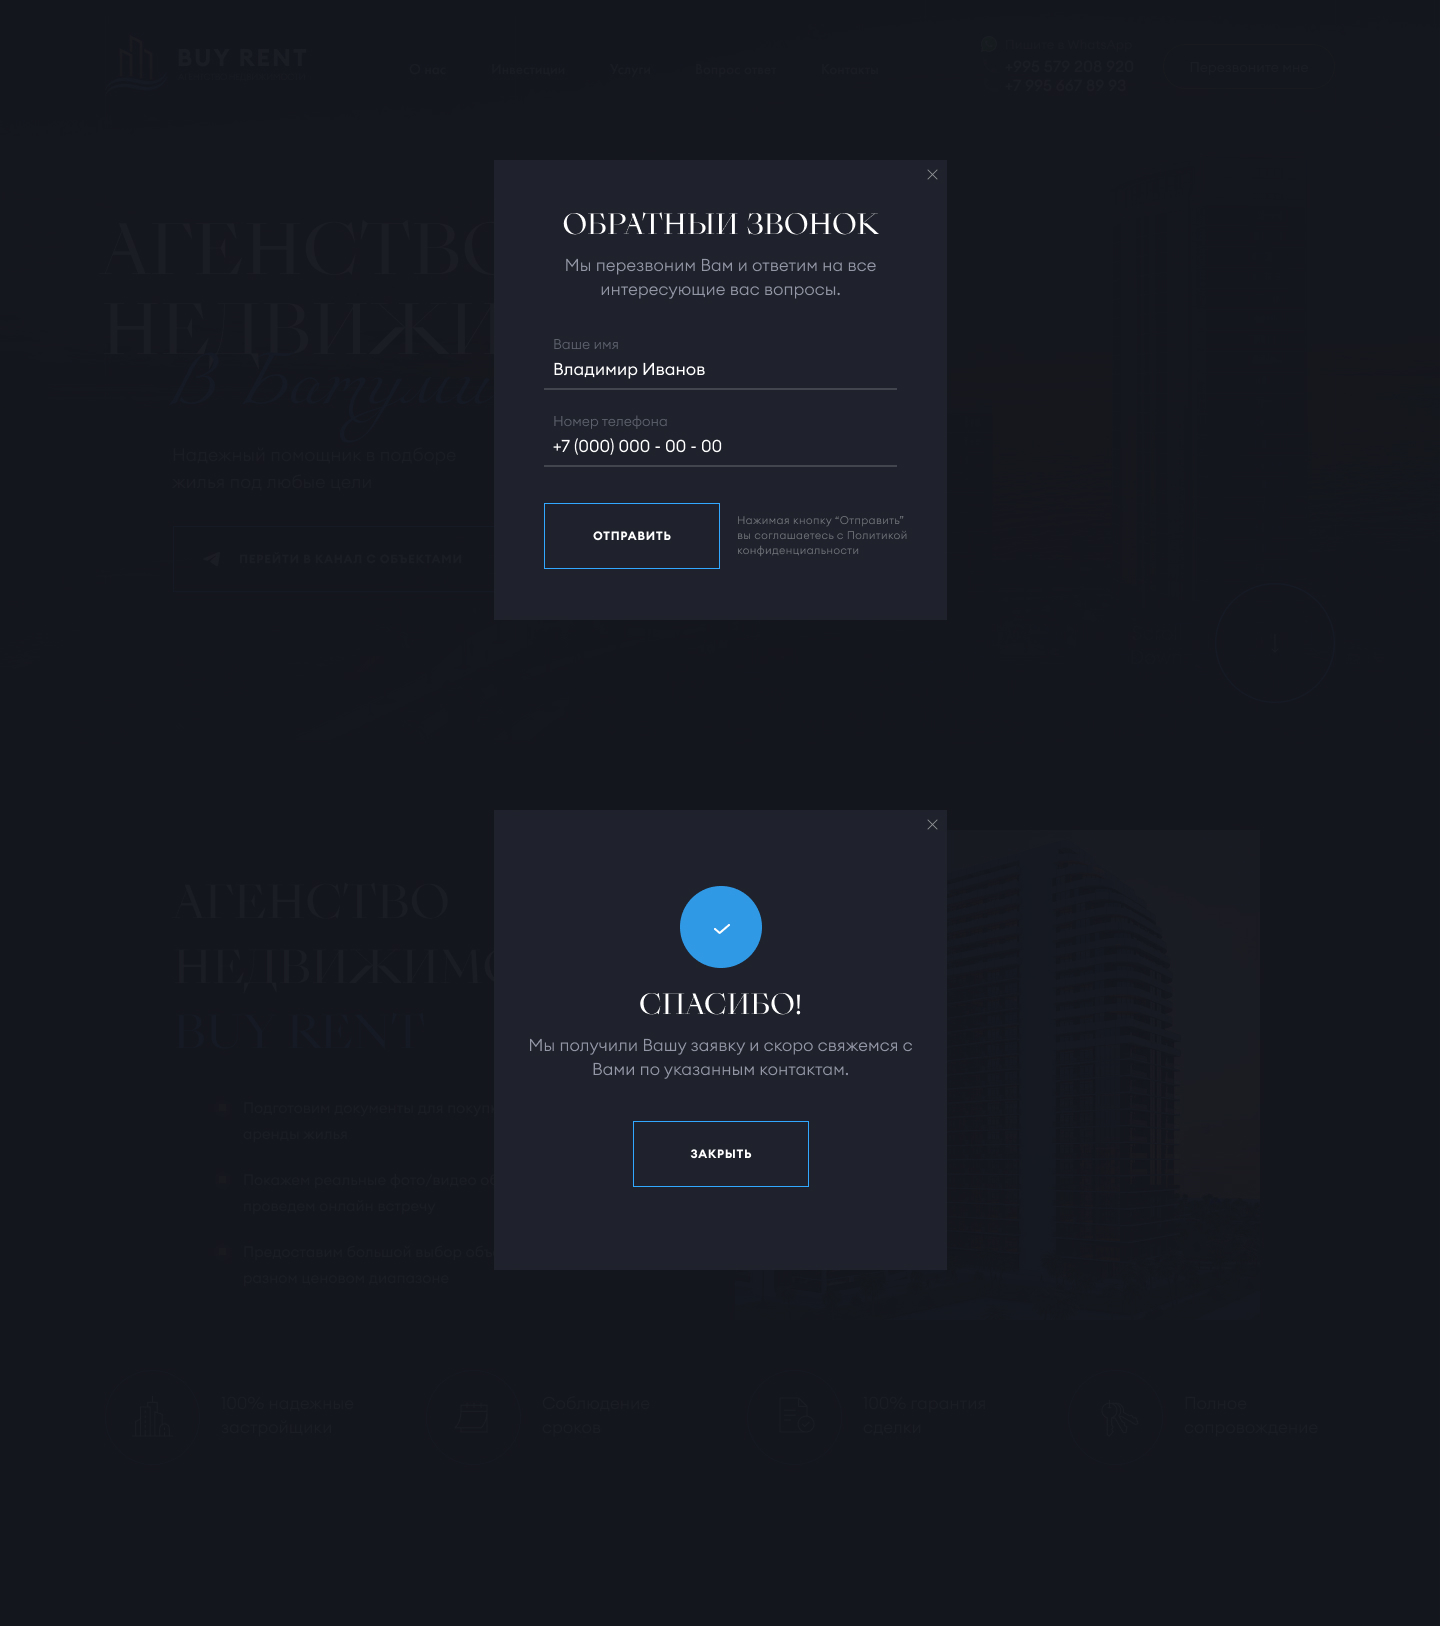 BUY RENT
О нас
Инвестиции
Услуги
Вопрос ответ
Контакты
+995 579 208 920
+7 995 667 89 93
Перезвоните мне
АГЕНСТВО
НЕДВИЖИ
В Батуми
Надежный помощник в подборе
жилья под любые цели
ПЕРЕЙТИ В КАНАЛ С ОБЪЕКТАМИ
ОБРАТНЫЙ ЗВОНОК
Мы перезвоним Вам и ответим на все
интересующие вас вопросы.
Ваше имя
Владимир Иванов
Номер телефона
+7 (000) 000 - 00 - 00
ОТПРАВИТЬ
Нажимая кнопку “Отправить”
вы соглашаетесь с Политикой
конфиденциальности
АГЕНСТВО
НЕДВИЖИМО
BUY RENT
Подготовим документы для покуп
аренды жилья
Покажем реальные фото/видео об
проведем онлайн встречу
Предоставим большой выбор объе
разном ценовом диапазоне
СПАСИБО!
Мы получили Вашу заявку и скоро свяжемся с
Вами по указанным контактам.
ЗАКРЫТЬ
100% надежные
застройщики
Соблюдение
сроков
100% гарантия
сделки
Полное
сопровождение